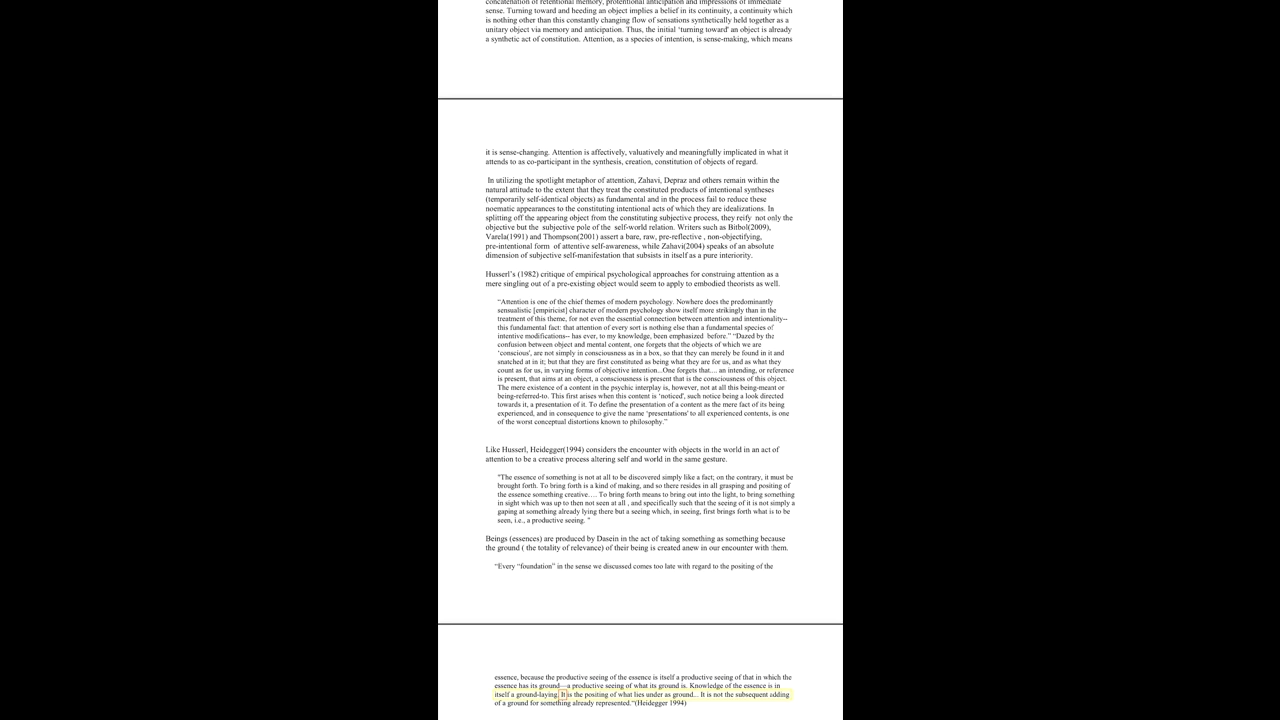 concatenation of retentional memory, protentional anticipation and impressions of immediate
sense. Turning toward and heeding an object implies a belief in its continuity, a continuity which
is nothing other than this constantly changing flow of sensations synthetically held together as a
unitary object via memory and anticipation. Thus, the initial ‘turning toward’ an object is already
a synthetic act of constitution. Attention, as a species of intention, is sense-making, which means
it is sense-changing. Attention is affectively, valuatively and meaningfully implicated in what it
attends to as co-participant in the synthesis, creation, constitution of objects of regard.
In utilizing the spotlight metaphor of attention, Zahavi, Depraz and others remain within the
natural attitude to the extent that they treat the constituted products of intentional syntheses
(temporarily self-identical objects) as fundamental and in the process fail to reduce these
noematic appearances to the constituting intentional acts of which they are idealizations. In
splitting off the appearing object from the constituting subjective process, they reify not only the
objective but the subjective pole of the self-world relation. Writers such as Bitbol(2009),
Varela(1991) and Thompson(2001) assert a bare, raw, pre-reflective , non-objectifying,
pre-intentional form of attentive self-awareness, while Zahavi(2004) speaks of an absolute
dimension of subjective self-manifestation that subsists in itself as a pure interiority.
Husserl’s (1982) critique of empirical psychological approaches for construing attention as a
mere singling out of a pre-existing object would seem to apply to embodied theorists as well.
“Attention is one of the chief themes of modern psychology. Nowhere does the predominantly
sensualistic [empiricist] character of modern psychology show itself more strikingly than in the
treatment of this theme, for not even the essential connection between attention and intentionality--
this fundamental fact: that attention of every sort is nothing else than a fundamental species of
intentive modifications-- has ever, to my knowledge, been emphasized before.” “Dazed by the
confusion between object and mental content, one forgets that the objects of which we are
‘conscious’, are not simply in consciousness as in a box, so that they can merely be found in it and
snatched at in it; but that they are first constituted as being what they are for us, and as what they
count as for us, in varying forms of objective intention...One forgets that.... an intending, or reference
is present, that aims at an object, a consciousness is present that is the consciousness of this object.
The mere existence of a content in the psychic interplay is, however, not at all this being-meant or
being-referred-to. This first arises when this content is ‘noticed’, such notice being a look directed
towards it, a presentation of it. To define the presentation of a content as the mere fact of its being
experienced, and in consequence to give the name ‘presentations’ to all experienced contents, is one
of the worst conceptual distortions known to philosophy.”
Like Husserl, Heidegger(1994) considers the encounter with objects in the world in an act of
attention to be a creative process altering self and world in the same gesture.
"The essence of something is not at all to be discovered simply like a fact; on the contrary, it must be
brought forth. To bring forth is a kind of making, and so there resides in all grasping and positing of
the essence something creative…. To bring forth means to bring out into the light, to bring something
in sight which was up to then not seen at all , and specifically such that the seeing of it is not simply a
gaping at something already lying there but a seeing which, in seeing, first brings forth what is to be
seen, i.e., a productive seeing. "
Beings (essences) are produced by Dasein in the act of taking something as something because
the ground ( the totality of relevance) of their being is created anew in our encounter with them.
“Every “foundation” in the sense we discussed comes too late with regard to the positing of the
essence, because the productive seeing of the essence is itself a productive seeing of that in which the
essence has its ground—a productive seeing of what its ground is. Knowledge of the essence is in
itself a ground-laying. It is the positing of what lies under as ground... It is not the subsequent adding
of a ground for something already represented.“(Heidegger 1994)